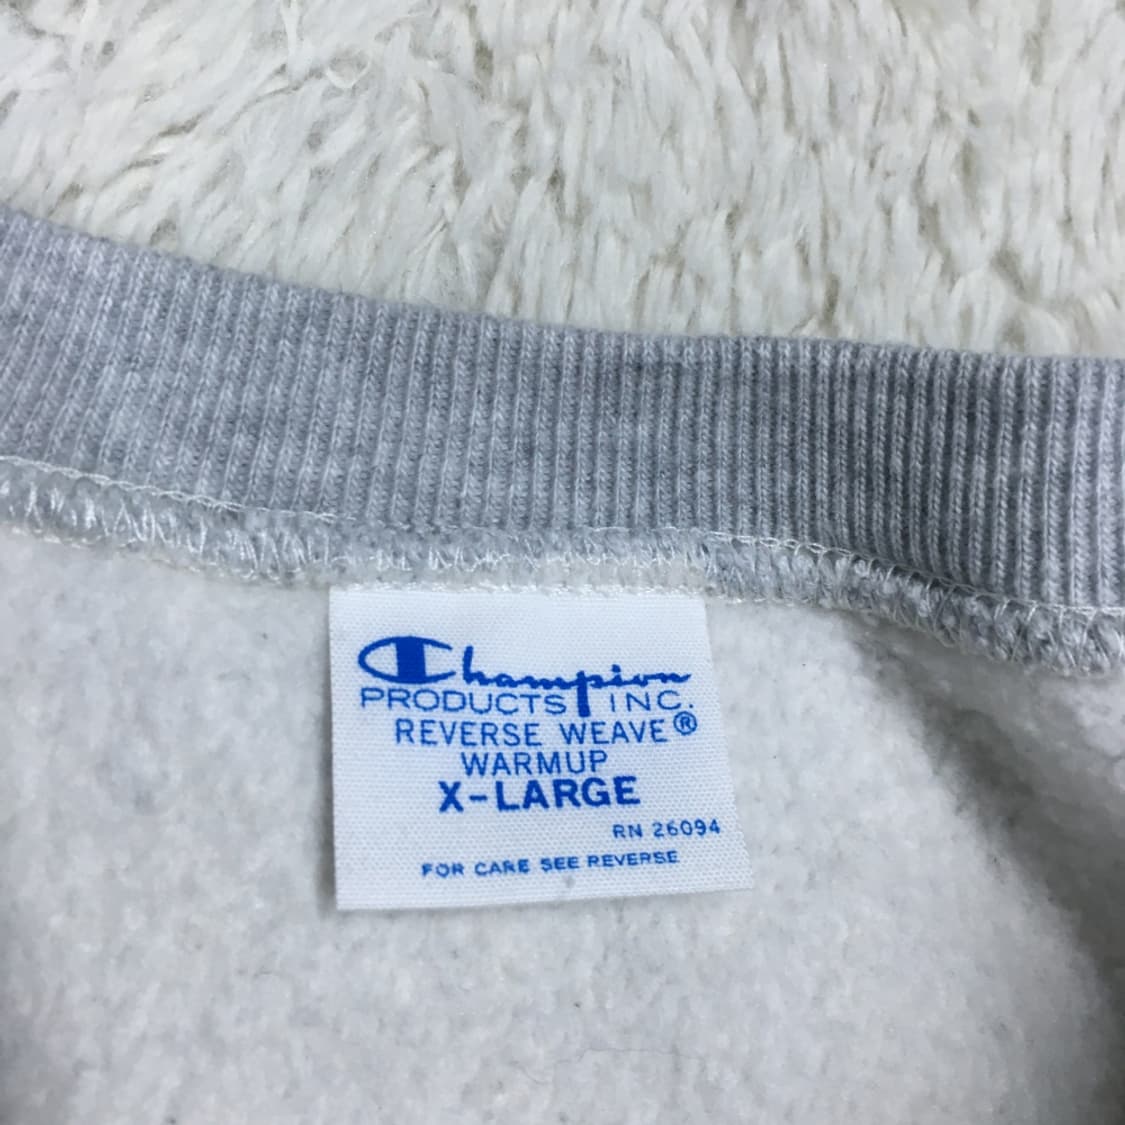 Champion
PRODUCTS INC.
REVERSE WEAVE®
WARMUP
X-LARGE
RN 26094
FOR CARE SEE REVERSE